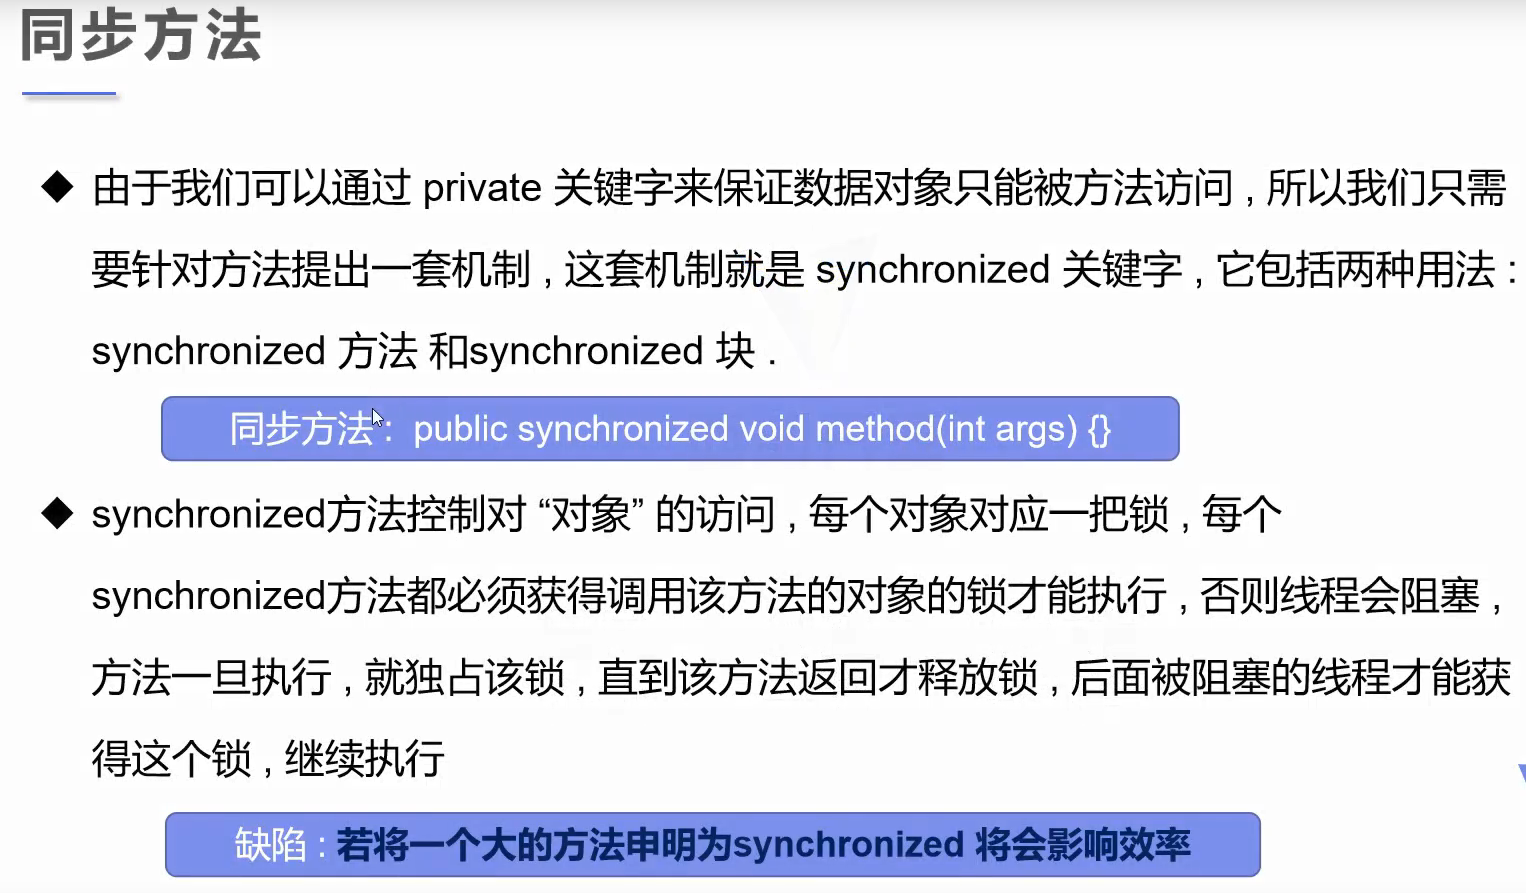 同步方法
由于我们可以通过 private 关键字来保证数据对象只能被方法访问 , 所以我们只需
要针对方法提出一套机制 , 这套机制就是 synchronized 关键字 , 它包括两种用法 :
synchronized 方法 和synchronized 块 .
同步方法 : public synchronized void method(int args) {}
synchronized方法控制对 “对象” 的访问 , 每个对象对应一把锁 , 每个
synchronized方法都必须获得调用该方法的对象的锁才能执行 , 否则线程会阻塞 ,
方法一旦执行 , 就独占该锁 , 直到该方法返回才释放锁 , 后面被阻塞的线程才能获
得这个锁 , 继续执行
缺陷 : 若将一个大的方法申明为synchronized 将会影响效率